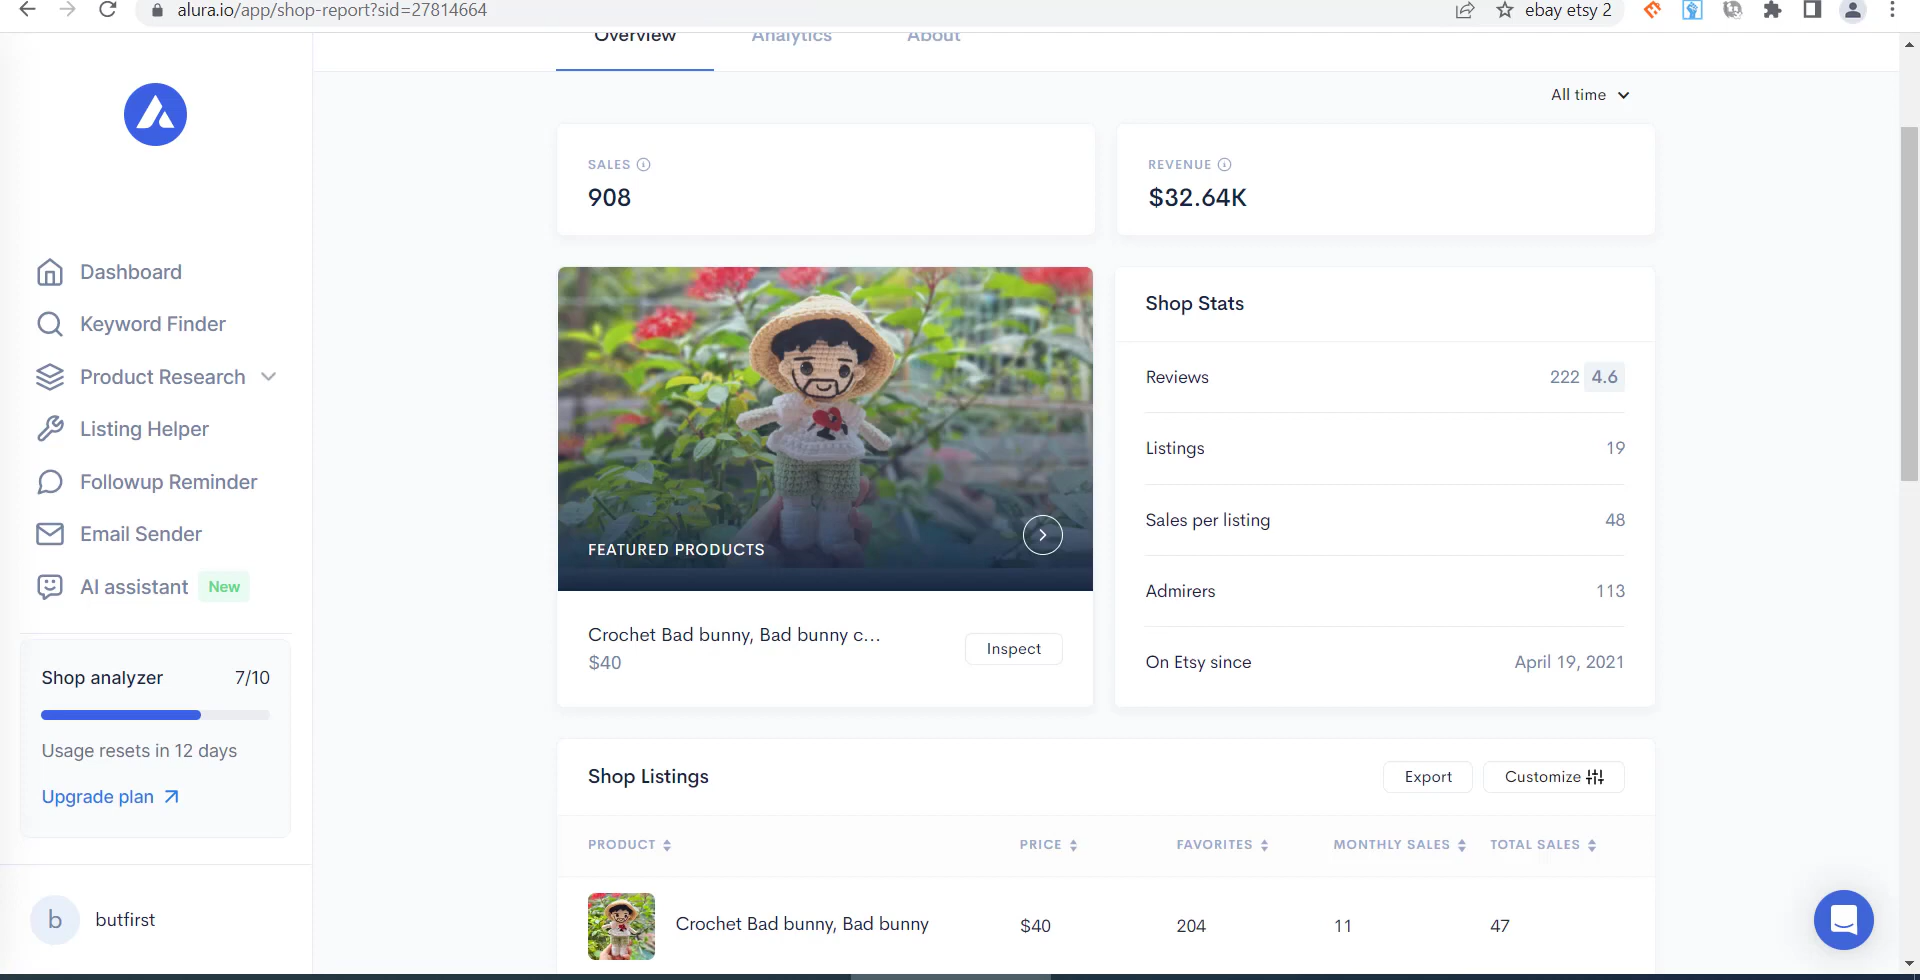 alura.io/app/shop-report?sid=27814664
ebay etsy 2
Overview
Analytics
About
All time
SALES
908
REVENUE
$32.64K
Dashboard
Keyword Finder
Product Research
Listing Helper
Followup Reminder
Email Sender
AI assistant New
Shop analyzer 7/10
Usage resets in 12 days
Upgrade plan
b butfirst
FEATURED PRODUCTS
Crochet Bad bunny, Bad bunny c...
$40
Inspect
Shop Stats
Reviews 222 4.6
Listings 19
Sales per listing 48
Admirers 113
On Etsy since April 19, 2021
Shop Listings
Export
Customize
PRODUCT PRICE FAVORITES MONTHLY SALES TOTAL SALES
Crochet Bad bunny, Bad bunny $40 204 11 47